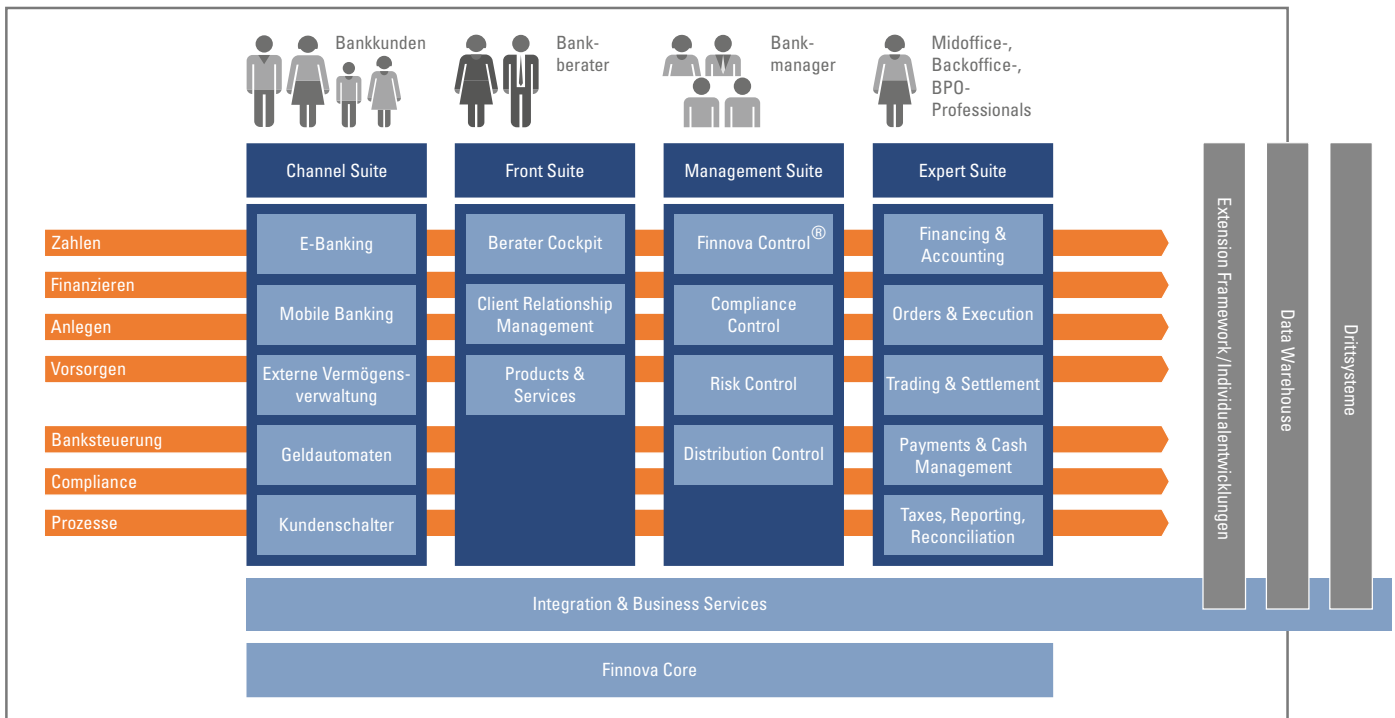 Bankkunden
Bank-
berater
Bank-
manager
Midoffice-,
Backoffice-,
BPO-
Professionals
Channel Suite
Front Suite
Management Suite
Expert Suite
Zahlen
Finanzieren
Anlegen
Vorsorgen
Banksteuerung
Compliance
Prozesse
E-Banking
Mobile Banking
Externe Vermögens-
verwaltung
Geldautomaten
Kundenschalter
Berater Cockpit
Client Relationship
Management
Products &
Services
Finnova Control®
Compliance
Control
Risk Control
Distribution Control
Financing &
Accounting
Orders & Execution
Trading & Settlement
Payments & Cash
Management
Taxes, Reporting,
Reconciliation
Extension Framework/Individualentwicklungen
Data Warehouse
Drittsysteme
Integration & Business Services
Finnova Core